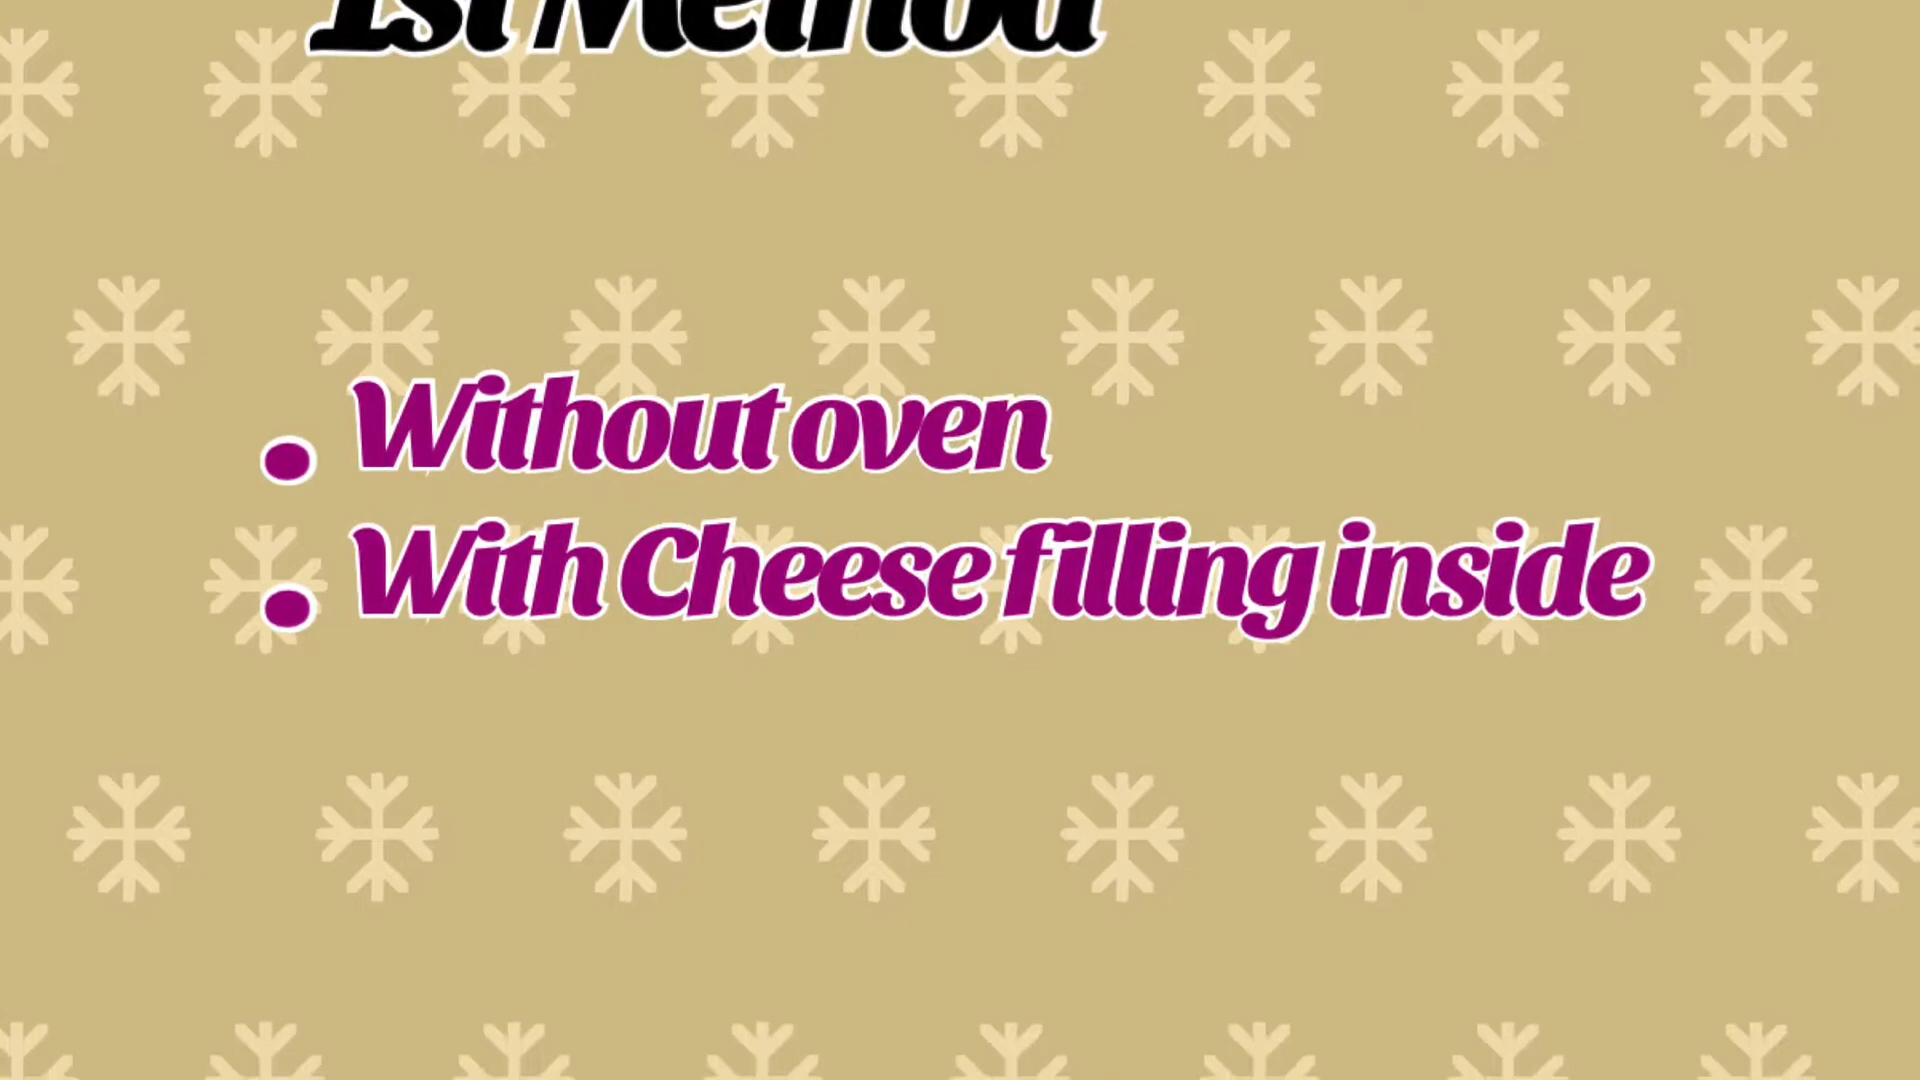 1st Method
• Without oven
• With Cheese filling inside